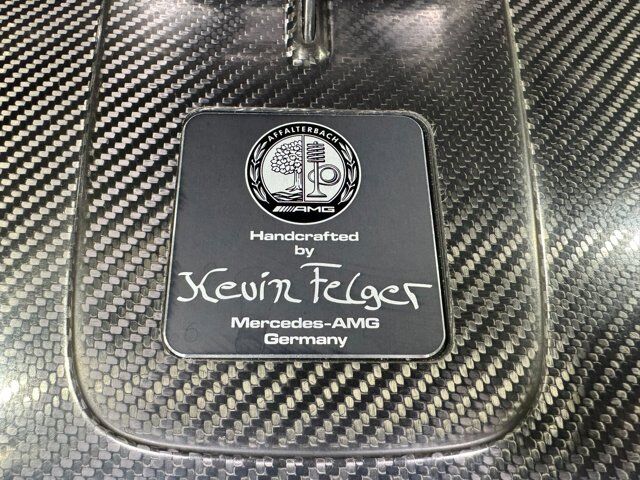 AFFALTERBACH
AMG
Handcrafted
by
Kevin Felger
Mercedes-AMG
Germany